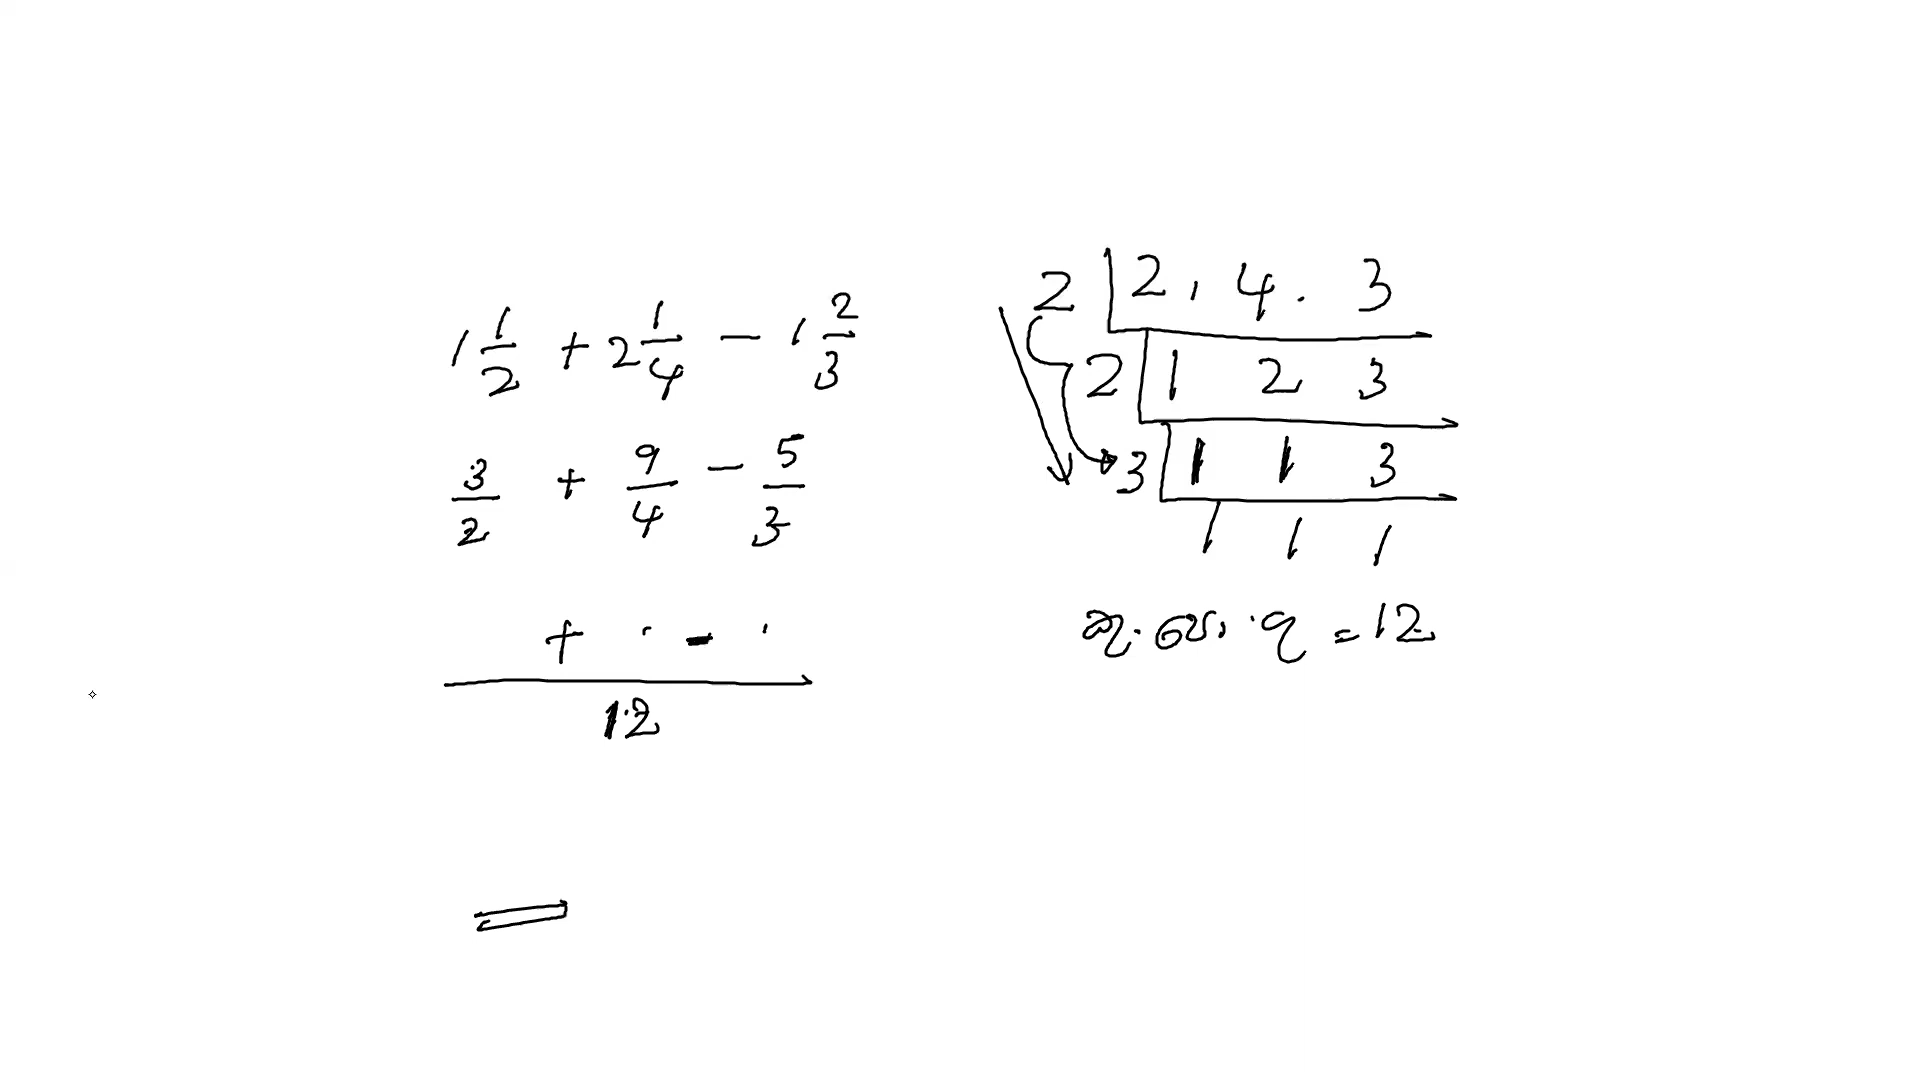 1 1/2 + 2 1/4 - 1 2/3
3/2 + 9/4 - 5/3
+ -
12
2 | 2, 4. 3
2 | 1 2 3
3 | 1 1 3
1 1 1
= 12